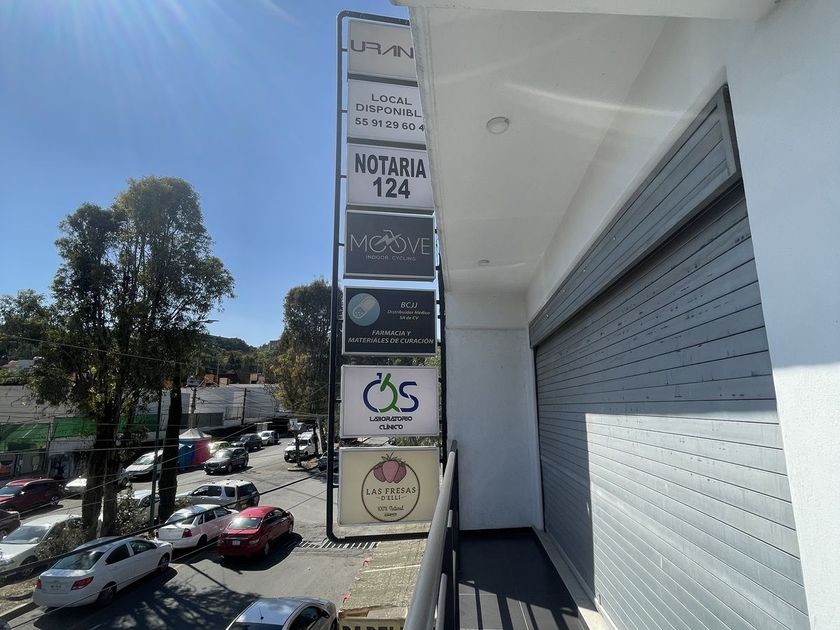 URAN
LOCAL
DISPONIBL
55 91 29 60 4
NOTARIA
124
MOOVE
INDOOR CYCLING
BCJJ
Distribuidor Médico
SA de CV
FARMACIA Y
MATERIALES DE CURACIÓN
LABORATORIO
CLÍNICO
LAS FRESAS
D'ELLI
100% Natural